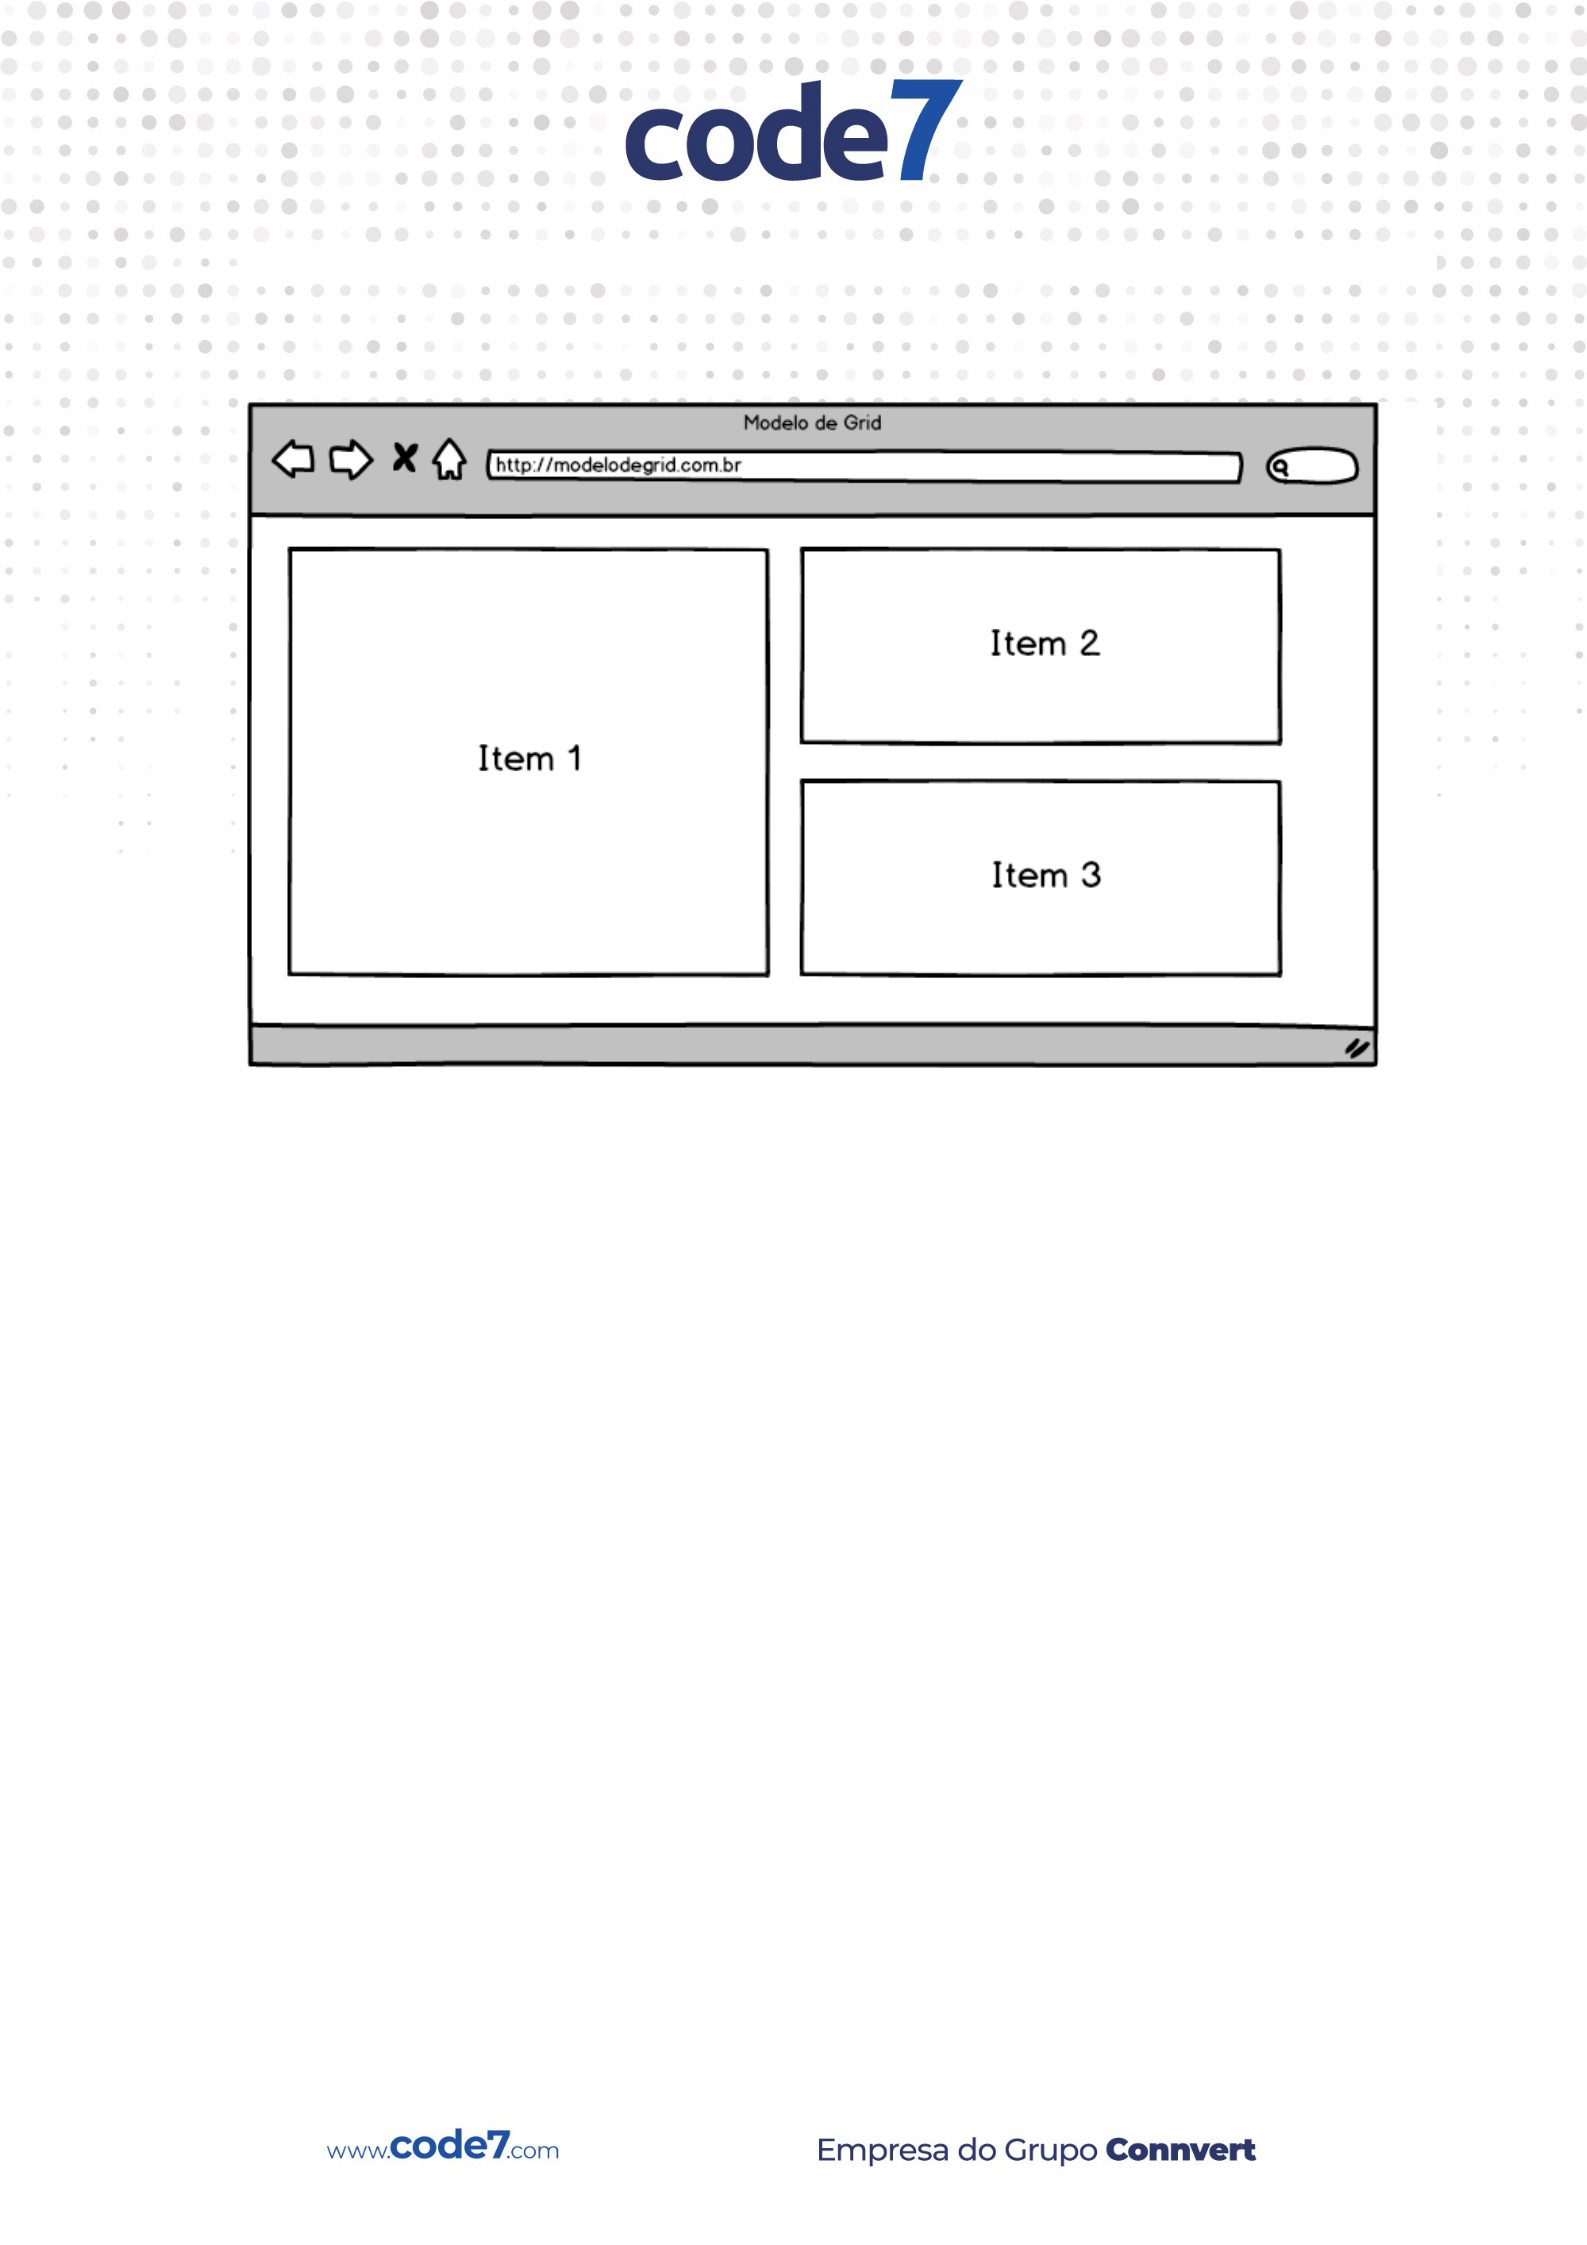 code7
Modelo de Grid
http://modelodegrid.com.br
Item 1
Item 2
Item 3
www.code7.com
Empresa do Grupo Connvert